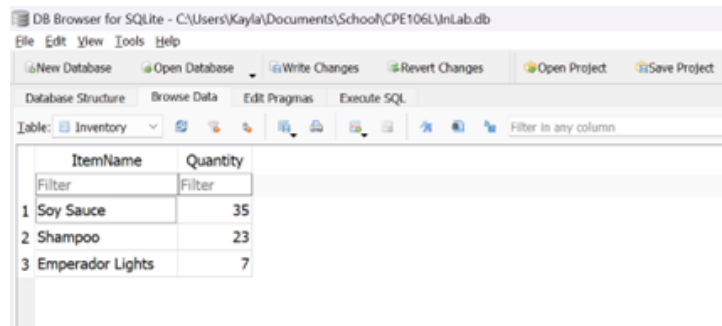 DB Browser for SQLite - C:\Users\Kayla\Documents\School\CPE106L\InLab.db
File Edit View Tools Help
New Database Open Database Write Changes Revert Changes Open Project Save Project
Database Structure Browse Data Edit Pragmas Execute SQL
Table: Inventory Filter in any column
ItemName Quantity
Filter Filter
1 Soy Sauce 35
2 Shampoo 23
3 Emperador Lights 7